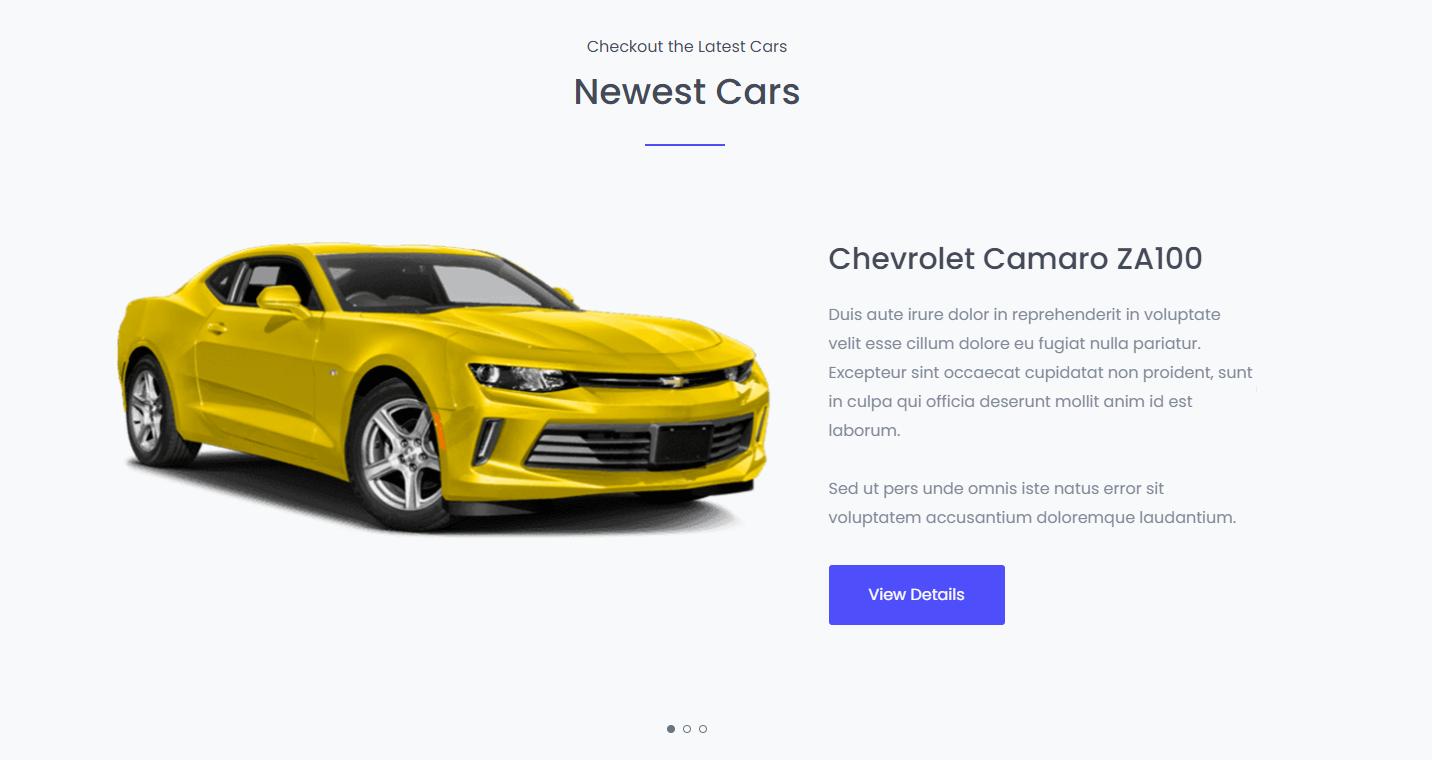 Checkout the Latest Cars
Newest Cars
Chevrolet Camaro ZA100
Duis aute irure dolor in reprehenderit in voluptate
velit esse cillum dolore eu fugiat nulla pariatur.
Excepteur sint occaecat cupidatat non proident, sunt
in culpa qui officia deserunt mollit anim id est
laborum.
Sed ut pers unde omnis iste natus error sit
voluptatem accusantium doloremque laudantium.
View Details